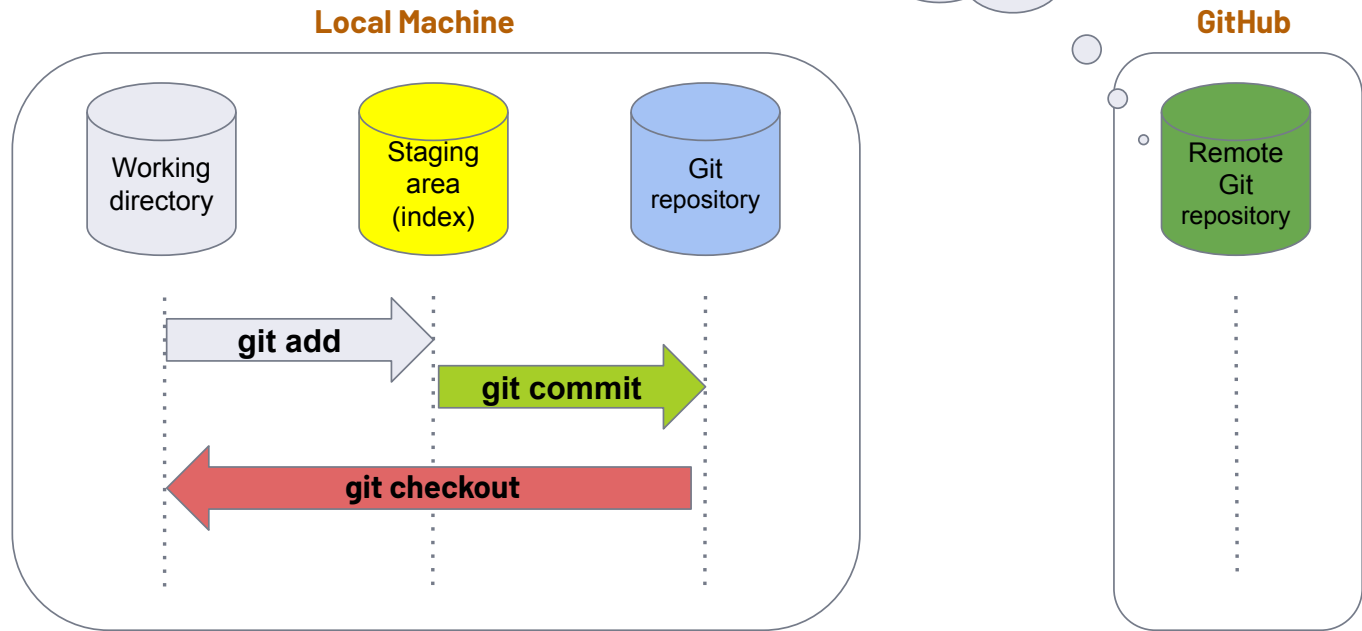 Local Machine
GitHub
Working
directory
Staging
area
(index)
Git
repository
Remote
Git
repository
git add
git commit
git checkout